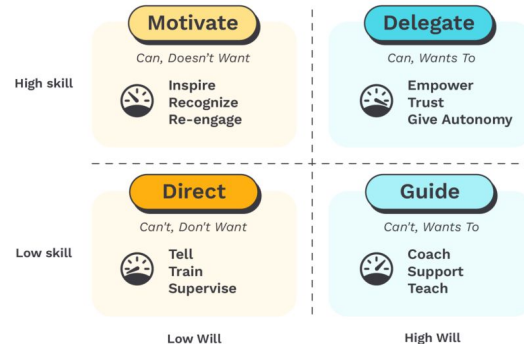 Motivate
Can, Doesn't Want
Inspire
Recognize
Re-engage
Delegate
Can, Wants To
Empower
Trust
Give Autonomy
High skill
Direct
Can't, Don't Want
Tell
Train
Supervise
Guide
Can't, Wants To
Coach
Support
Teach
Low skill
Low Will
High Will